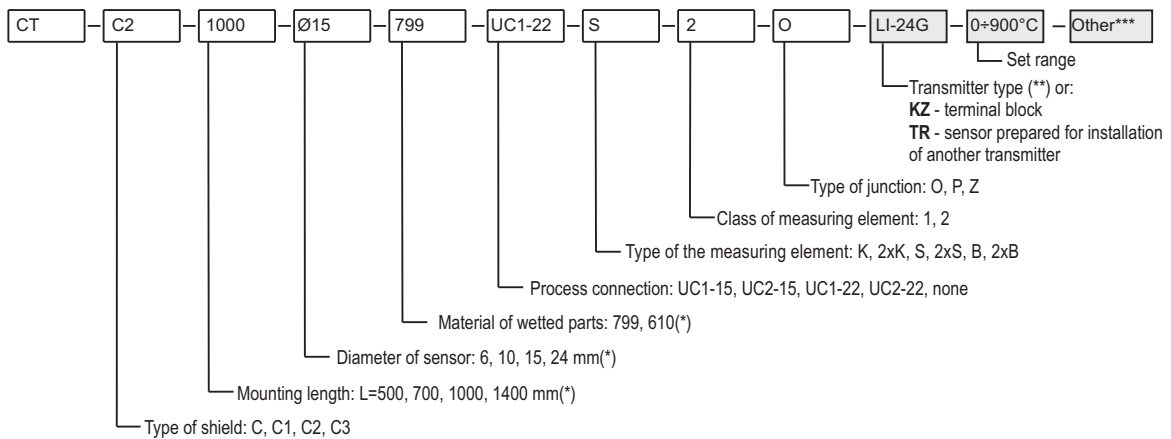 CT – C2 – 1000 – Ø15 – 799 – UC1-22 – S – 2 – O – LI-24G – 0÷900°C – Other***
Set range
Transmitter type (**) or:
KZ - terminal block
TR - sensor prepared for installation
of another transmitter
Type of junction: O, P, Z
Class of measuring element: 1, 2
Type of the measuring element: K, 2xK, S, 2xS, B, 2xB
Process connection: UC1-15, UC2-15, UC1-22, UC2-22, none
Material of wetted parts: 799, 610(*)
Diameter of sensor: 6, 10, 15, 24 mm(*)
Mounting length: L=500, 700, 1000, 1400 mm(*)
Type of shield: C, C1, C2, C3